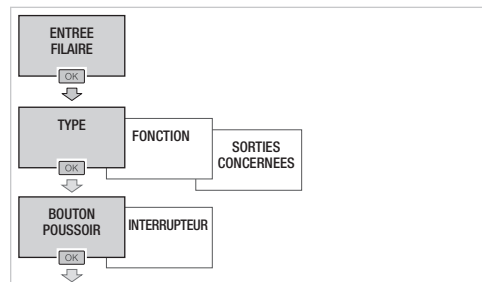 ENTREE
FILAIRE
OK
TYPE
FONCTION
SORTIES
CONCERNEES
OK
BOUTON
POUSSOIR
INTERRUPTEUR
OK